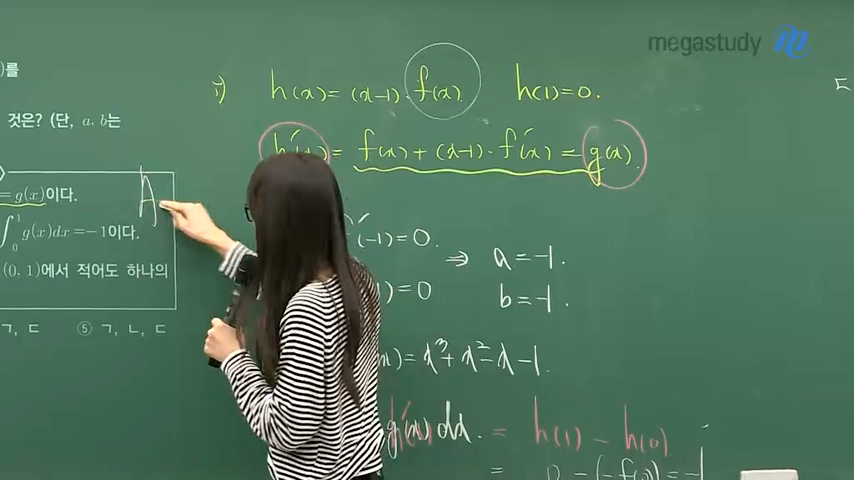 megastudy
)를
것은? (단, a, b는
= g(x)이다.
∫₀¹ g(x)dx = -1이다.
(0, 1)에서 적어도 하나의
ㄱ, ㄷ ⑤ ㄱ, ㄴ, ㄷ
i) h(x) = (x-1)·f(x). h(1)=0.
= f(x) + (x-1)·f'(x) = g(x).
(-1)=0. ⇒ a = -1.
)=0 b = -1.
)= x³+x²-x-1.
dx. = h(1) - h(0)
= 0 - (-f(0)) = -1